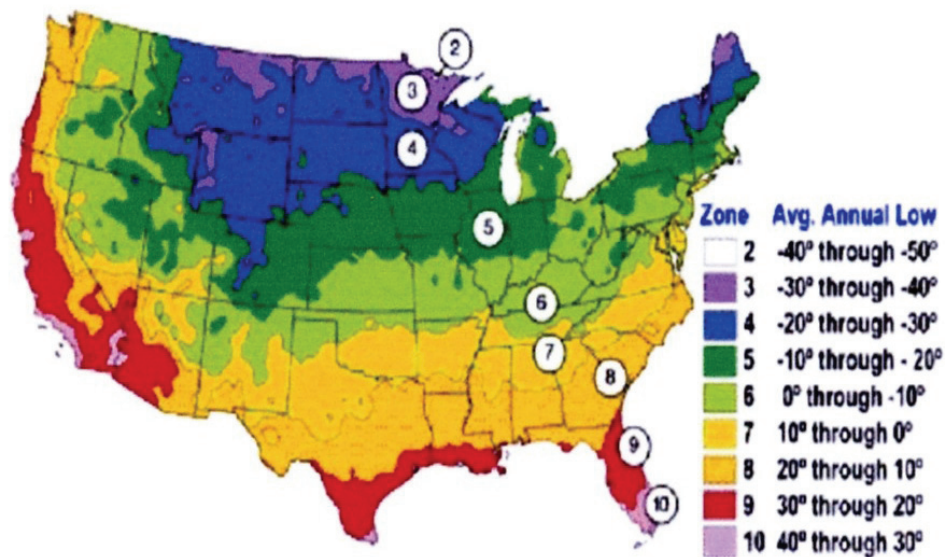 2
3
4
5
6
7
8
9
10
Zone Avg. Annual Low
2 -40° through -50°
3 -30° through -40°
4 -20° through -30°
5 -10° through - 20°
6 0° through -10°
7 10° through 0°
8 20° through 10°
9 30° through 20°
10 40° through 30°